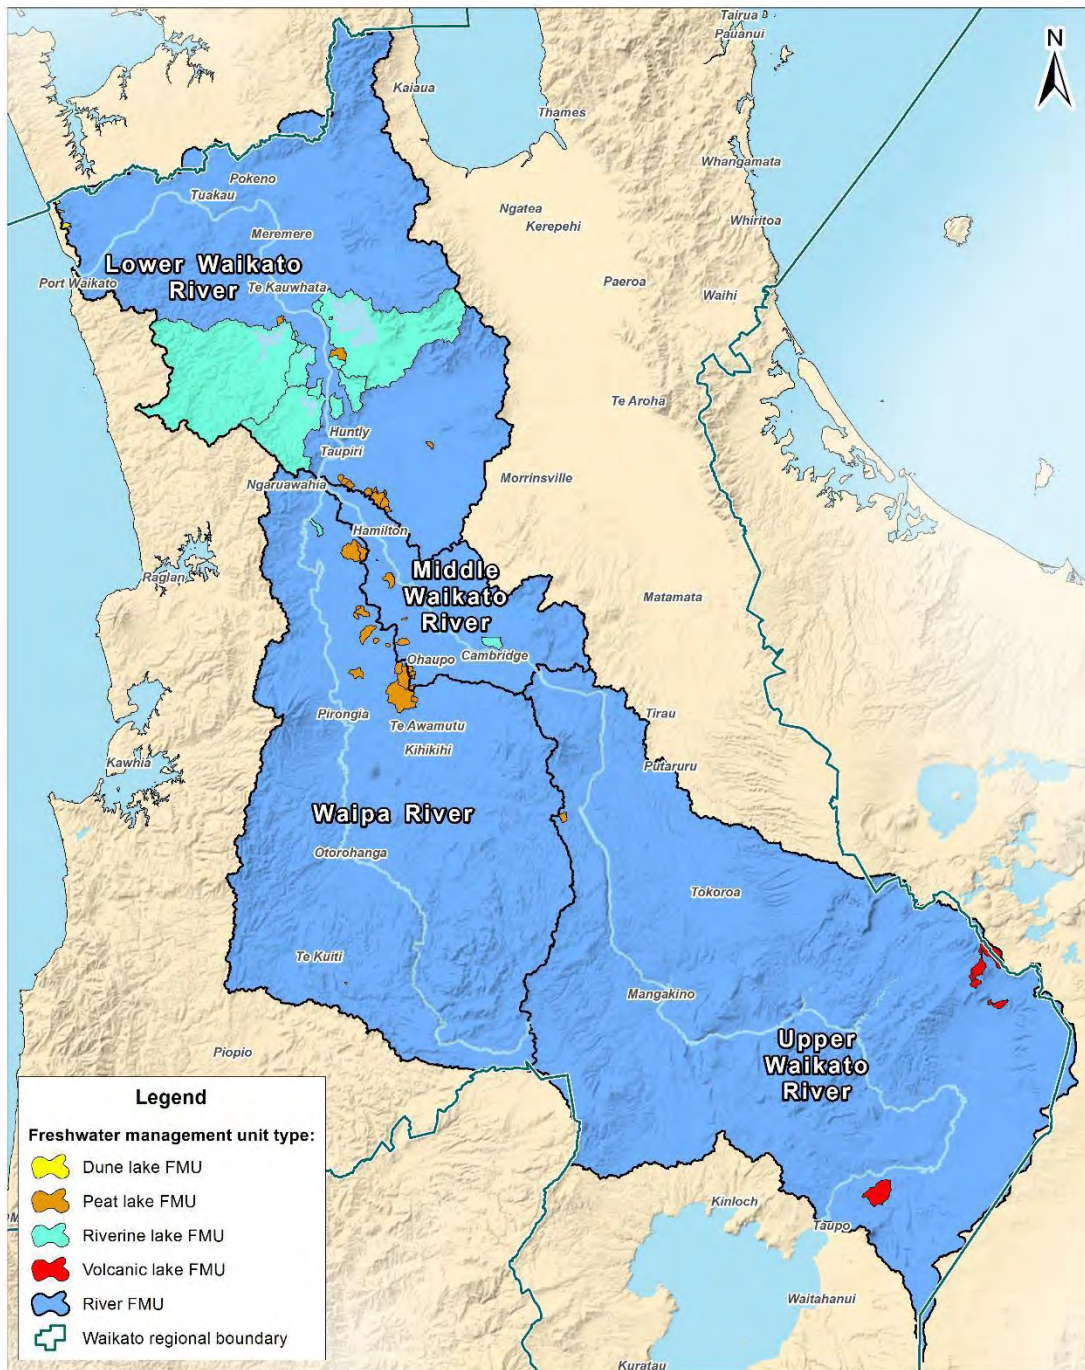 Tairua
Pauanui
N
Kaiaua
Thames
Whangamata
Pokeno
Tuakau
Ngatea
Kerepehi
Whiritoa
Meremere
Lower Waikato
River
Port Waikato
Te Kauwhata
Paeroa
Waihi
Te Aroha
Huntly
Taupiri
Ngaruawahia
Morrinsville
Hamilton
Raglan
Middle
Waikato
River
Matamata
Ohaupo
Cambridge
Pirongia
Te Awamutu
Kihikihi
Tirau
Kawhia
Putaruru
Waipa River
Otorohanga
Tokoroa
Te Kuiti
Mangakino
Piopio
Upper
Waikato
River
Kinloch
Taupo
Waitahanui
Kuratau
Legend
Freshwater management unit type:
Dune lake FMU
Peat lake FMU
Riverine lake FMU
Volcanic lake FMU
River FMU
Waikato regional boundary